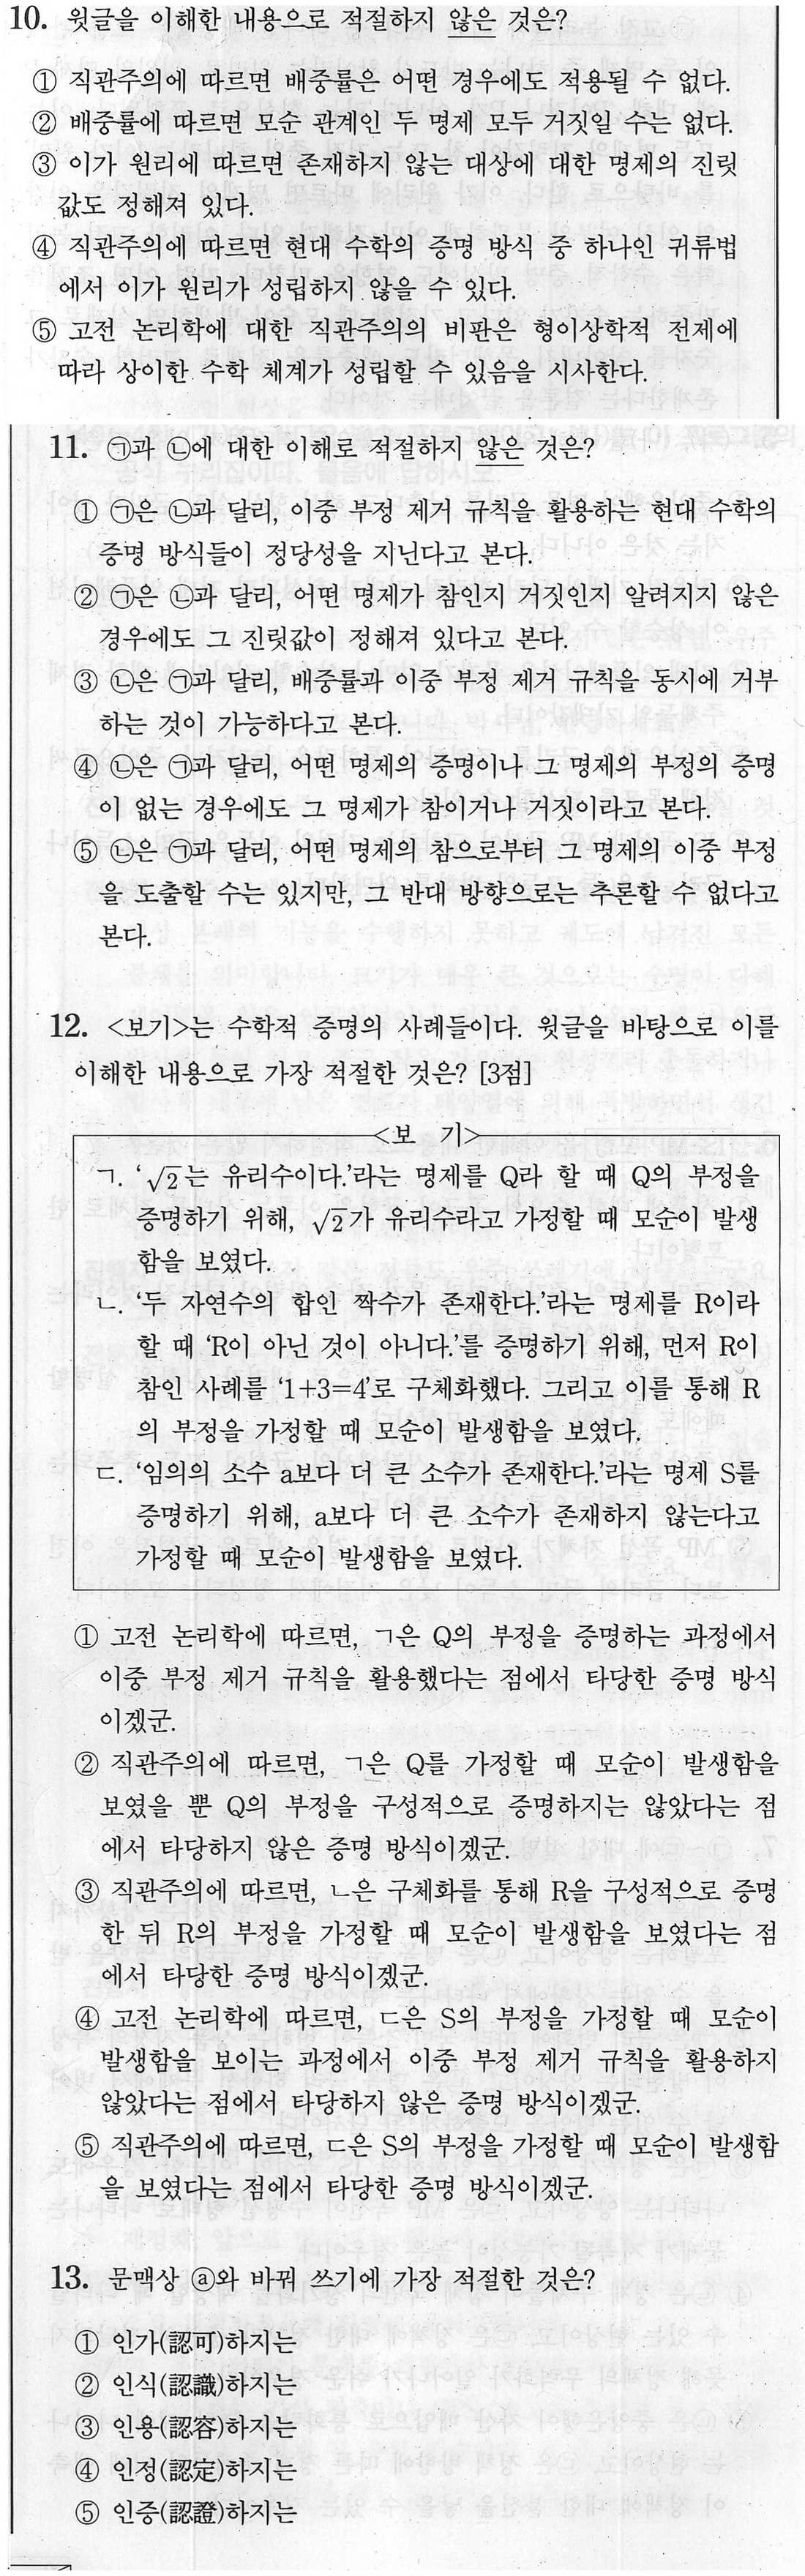 10. 윗글을 이해한 내용으로 적절하지 않은 것은?
① 직관주의에 따르면 배중률은 어떤 경우에도 적용될 수 없다.
② 배중률에 따르면 모순 관계인 두 명제 모두 거짓일 수는 없다.
③ 이가 원리에 따르면 존재하지 않는 대상에 대한 명제의 진릿
값도 정해져 있다.
④ 직관주의에 따르면 현대 수학의 증명 방식 중 하나인 귀류법
에서 이가 원리가 성립하지 않을 수 있다.
⑤ 고전 논리학에 대한 직관주의의 비판은 형이상학적 전제에
따라 상이한 수학 체계가 성립할 수 있음을 시사한다.
11. ㉠과 ㉡에 대한 이해로 적절하지 않은 것은?
① ㉠은 ㉡과 달리, 이중 부정 제거 규칙을 활용하는 현대 수학의
증명 방식들이 정당성을 지닌다고 본다.
② ㉠은 ㉡과 달리, 어떤 명제가 참인지 거짓인지 알려지지 않은
경우에도 그 진릿값이 정해져 있다고 본다.
③ ㉡은 ㉠과 달리, 배중률과 이중 부정 제거 규칙을 동시에 거부
하는 것이 가능하다고 본다.
④ ㉡은 ㉠과 달리, 어떤 명제의 증명이나 그 명제의 부정의 증명
이 없는 경우에도 그 명제가 참이거나 거짓이라고 본다.
⑤ ㉡은 ㉠과 달리, 어떤 명제의 참으로부터 그 명제의 이중 부정
을 도출할 수는 있지만, 그 반대 방향으로는 추론할 수 없다고
본다.
12. <보기>는 수학적 증명의 사례들이다. 윗글을 바탕으로 이를
이해한 내용으로 가장 적절한 것은? [3점]
<보 기>
ㄱ. ‘√2는 유리수이다.’라는 명제를 Q라 할 때 Q의 부정을
증명하기 위해, √2가 유리수라고 가정할 때 모순이 발생
함을 보였다.
ㄴ. ‘두 자연수의 합인 짝수가 존재한다.’라는 명제를 R이라
할 때 ‘R이 아닌 것이 아니다.’를 증명하기 위해, 먼저 R이
참인 사례를 ‘1+3=4’로 구체화했다. 그리고 이를 통해 R
의 부정을 가정할 때 모순이 발생함을 보였다.
ㄷ. ‘임의의 소수 a보다 더 큰 소수가 존재한다.’라는 명제 S를
증명하기 위해, a보다 더 큰 소수가 존재하지 않는다고
가정할 때 모순이 발생함을 보였다.
① 고전 논리학에 따르면, ㄱ은 Q의 부정을 증명하는 과정에서
이중 부정 제거 규칙을 활용했다는 점에서 타당한 증명 방식
이겠군.
② 직관주의에 따르면, ㄱ은 Q를 가정할 때 모순이 발생함을
보였을 뿐 Q의 부정을 구성적으로 증명하지는 않았다는 점
에서 타당하지 않은 증명 방식이겠군.
③ 직관주의에 따르면, ㄴ은 구체화를 통해 R을 구성적으로 증명
한 뒤 R의 부정을 가정할 때 모순이 발생함을 보였다는 점
에서 타당한 증명 방식이겠군.
④ 고전 논리학에 따르면, ㄷ은 S의 부정을 가정할 때 모순이
발생함을 보이는 과정에서 이중 부정 제거 규칙을 활용하지
않았다는 점에서 타당하지 않은 증명 방식이겠군.
⑤ 직관주의에 따르면, ㄷ은 S의 부정을 가정할 때 모순이 발생함
을 보였다는 점에서 타당한 증명 방식이겠군.
13. 문맥상 ⓐ와 바꿔 쓰기에 가장 적절한 것은?
① 인가(認可)하지는
② 인식(認識)하지는
③ 인용(認容)하지는
④ 인정(認定)하지는
⑤ 인증(認證)하지는